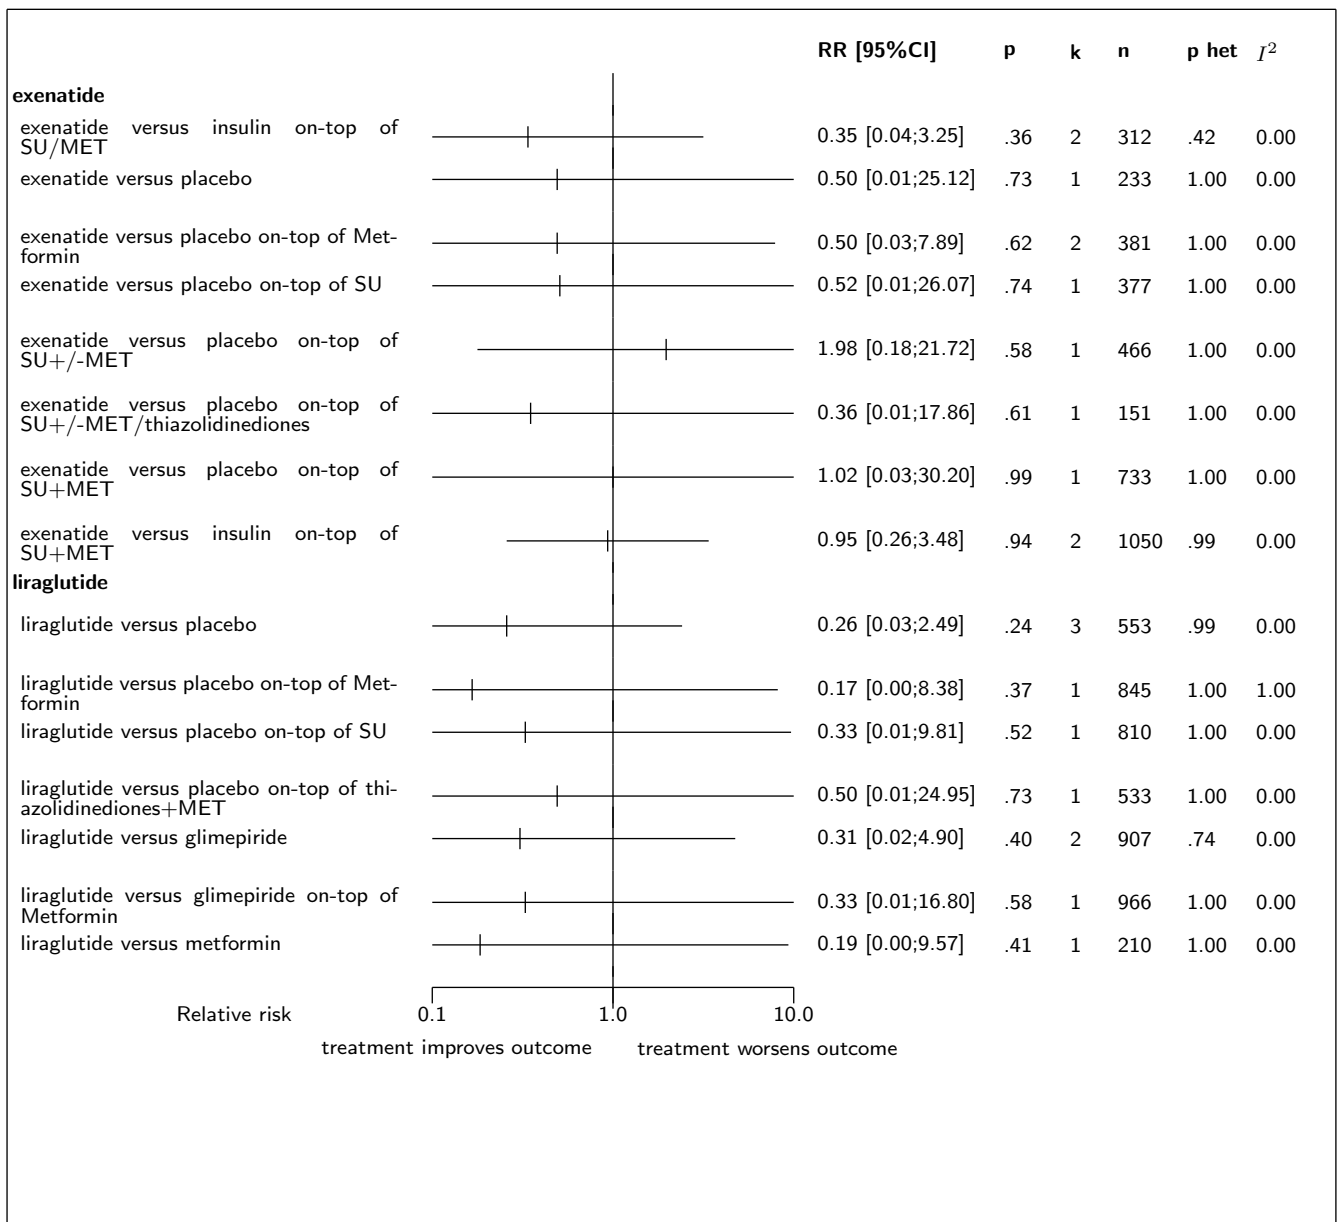 RR [95%CI] p k n p het I²
exenatide
exenatide versus insulin on-top of
SU/MET
0.35 [0.04;3.25] .36 2 312 .42 0.00
exenatide versus placebo 0.50 [0.01;25.12] .73 1 233 1.00 0.00
exenatide versus placebo on-top of Met-
formin
0.50 [0.03;7.89] .62 2 381 1.00 0.00
exenatide versus placebo on-top of SU 0.52 [0.01;26.07] .74 1 377 1.00 0.00
exenatide versus placebo on-top of
SU+/-MET
1.98 [0.18;21.72] .58 1 466 1.00 0.00
exenatide versus placebo on-top of
SU+/-MET/thiazolidinediones
0.36 [0.01;17.86] .61 1 151 1.00 0.00
exenatide versus placebo on-top of
SU+MET
1.02 [0.03;30.20] .99 1 733 1.00 0.00
exenatide versus insulin on-top of
SU+MET
0.95 [0.26;3.48] .94 2 1050 .99 0.00
liraglutide
liraglutide versus placebo 0.26 [0.03;2.49] .24 3 553 .99 0.00
liraglutide versus placebo on-top of Met-
formin
0.17 [0.00;8.38] .37 1 845 1.00 1.00
liraglutide versus placebo on-top of SU 0.33 [0.01;9.81] .52 1 810 1.00 0.00
liraglutide versus placebo on-top of thi-
azolidinediones+MET
0.50 [0.01;24.95] .73 1 533 1.00 0.00
liraglutide versus glimepiride 0.31 [0.02;4.90] .40 2 907 .74 0.00
liraglutide versus glimepiride on-top of
Metformin
0.33 [0.01;16.80] .58 1 966 1.00 0.00
liraglutide versus metformin 0.19 [0.00;9.57] .41 1 210 1.00 0.00
Relative risk 0.1 1.0 10.0
treatment improves outcome treatment worsens outcome